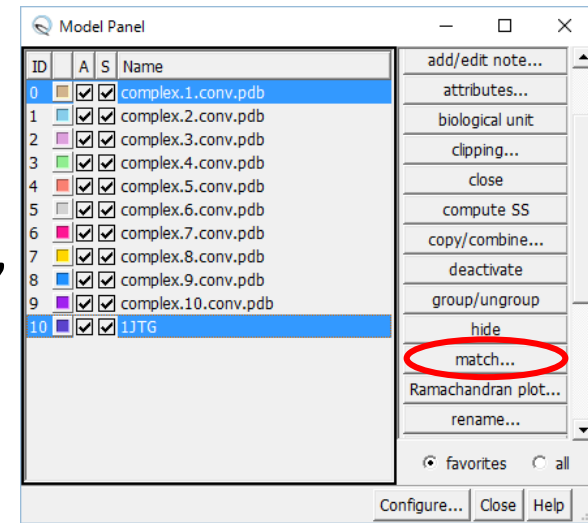 Model Panel
ID A S Name
0 complex.1.conv.pdb
1 complex.2.conv.pdb
2 complex.3.conv.pdb
3 complex.4.conv.pdb
4 complex.5.conv.pdb
5 complex.6.conv.pdb
6 complex.7.conv.pdb
7 complex.8.conv.pdb
8 complex.9.conv.pdb
9 complex.10.conv.pdb
10 1JTG
add/edit note...
attributes...
biological unit
clipping...
close
compute SS
copy/combine...
deactivate
group/ungroup
hide
match...
Ramachandran plot...
rename...
favorites all
Configure... Close Help